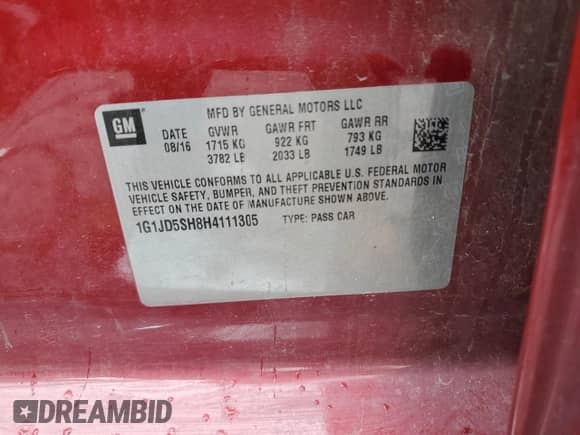 MFD BY GENERAL MOTORS LLC
GM
DATE GVWR GAWR FRT GAWR RR
08/16 1715 KG 922 KG 793 KG
3782 LB 2033 LB 1749 LB
THIS VEHICLE CONFORMS TO ALL APPLICABLE U.S. FEDERAL MOTOR
VEHICLE SAFETY, BUMPER, AND THEFT PREVENTION STANDARDS IN
EFFECT ON THE DATE OF MANUFACTURE SHOWN ABOVE.
1G1JD5SH8H4111305 TYPE: PASS CAR
DREAMBID